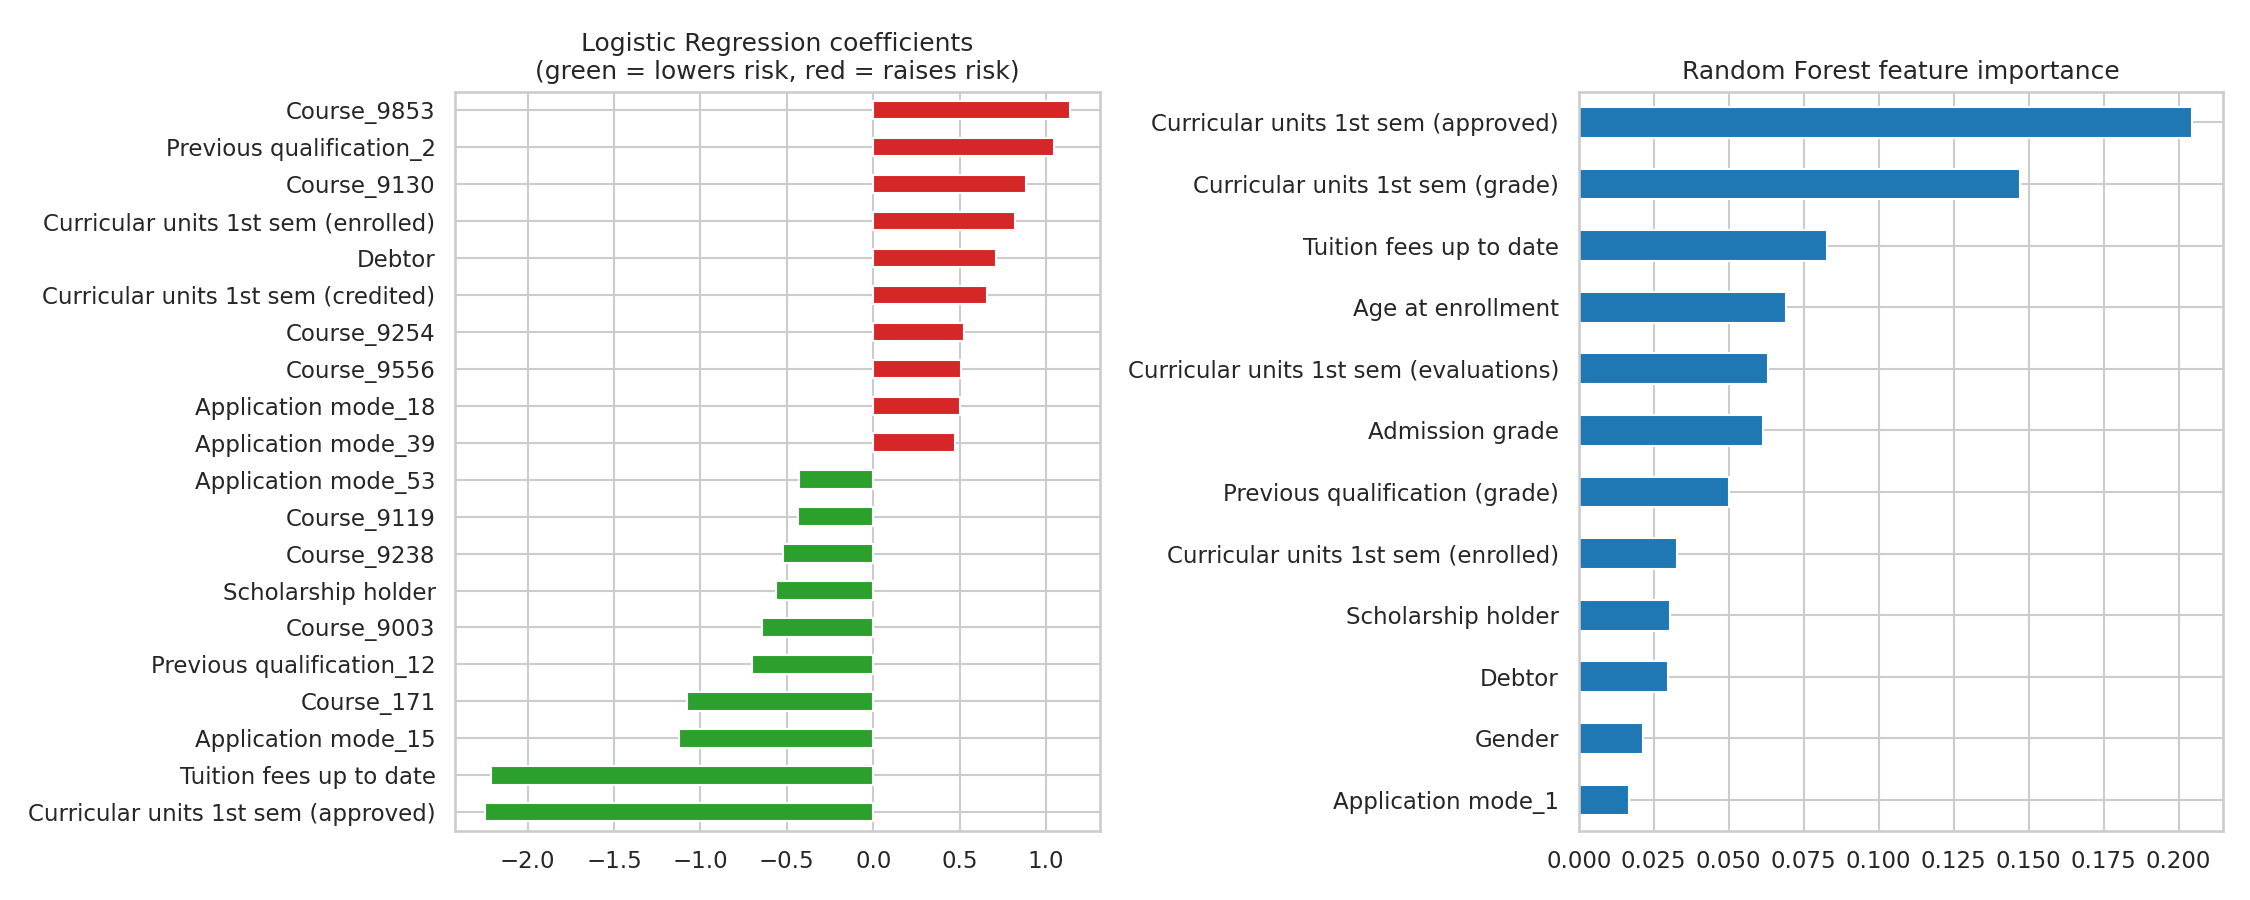 Logistic Regression coefficients
(green = lowers risk, red = raises risk)
Course_9853
Previous qualification_2
Course_9130
Curricular units 1st sem (enrolled)
Debtor
Curricular units 1st sem (credited)
Course_9254
Course_9556
Application mode_18
Application mode_39
Application mode_53
Course_9119
Course_9238
Scholarship holder
Course_9003
Previous qualification_12
Course_171
Application mode_15
Tuition fees up to date
Curricular units 1st sem (approved)
−2.0 −1.5 −1.0 −0.5 0.0 0.5 1.0
Random Forest feature importance
Curricular units 1st sem (approved)
Curricular units 1st sem (grade)
Tuition fees up to date
Age at enrollment
Curricular units 1st sem (evaluations)
Admission grade
Previous qualification (grade)
Curricular units 1st sem (enrolled)
Scholarship holder
Debtor
Gender
Application mode_1
0.000 0.025 0.050 0.075 0.100 0.125 0.150 0.175 0.200